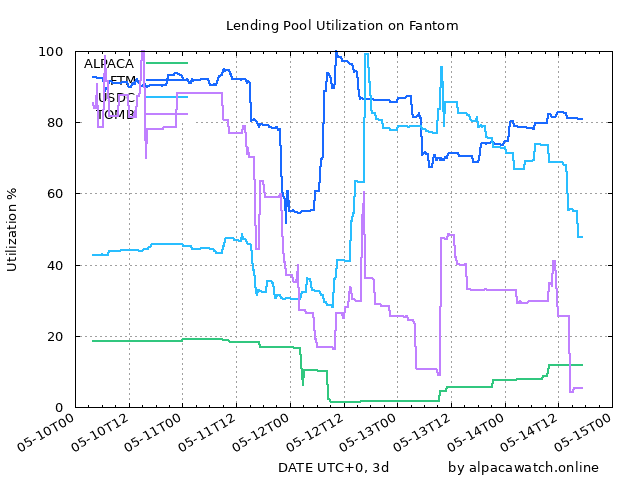 Lending Pool Utilization on Fantom
Utilization %
100
80
60
40
20
0
ALPACA
FTM
USDC
TOMB
05-10T00
05-10T12
05-11T00
05-11T12
05-12T00
05-12T12
05-13T00
05-13T12
05-14T00
05-14T12
05-15T00
DATE UTC+0, 3d
by alpacawatch.online